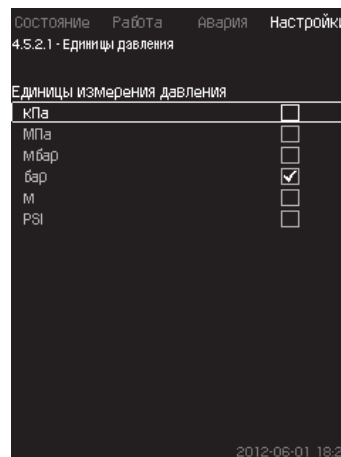 Состояние Работа Авария Настройки
4.5.2.1 - Единицы давления
Единицы измерения давления
кПа
МПа
мбар
бар
м
PSI
2012-06-01 18:2